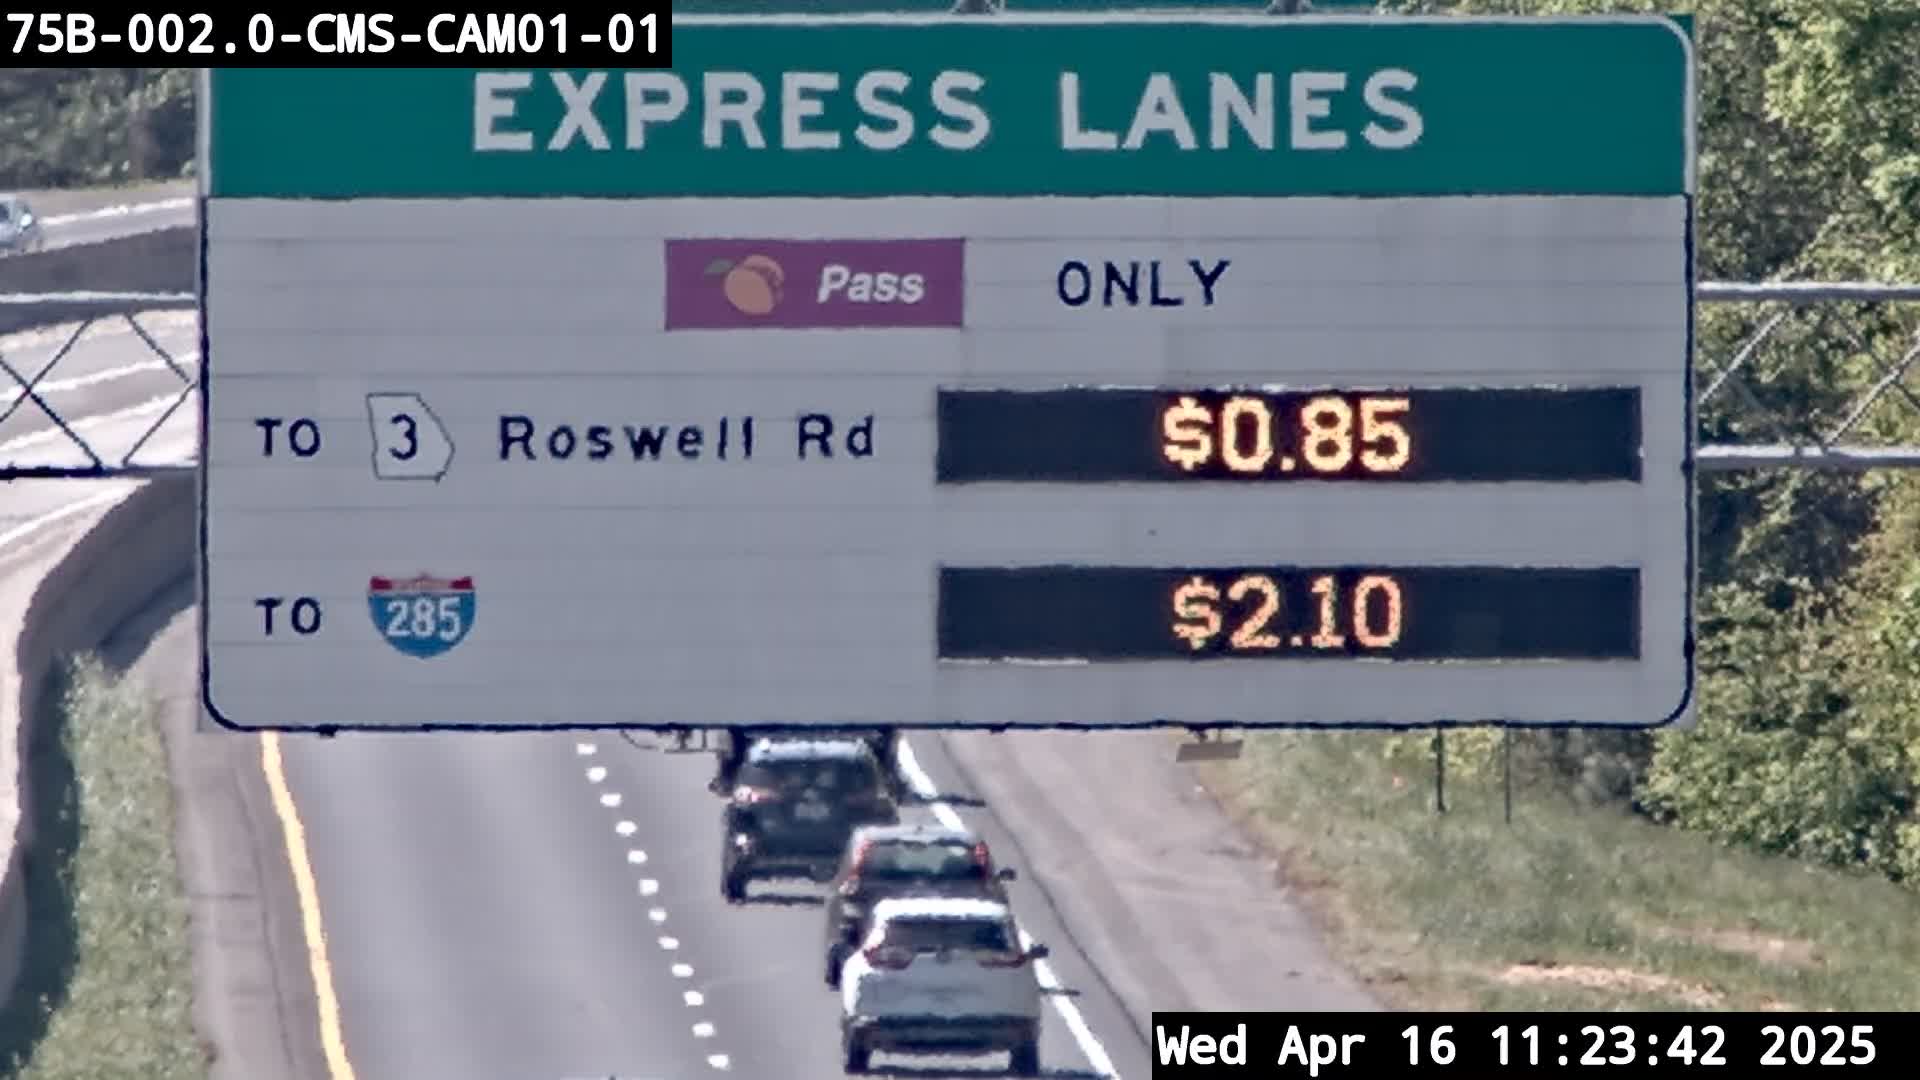 75B-002.0-CMS-CAM01-01
EXPRESS LANES
Pass ONLY
TO 3 Roswell Rd $0.85
TO 285 $2.10
Wed Apr 16 11:23:42 2025